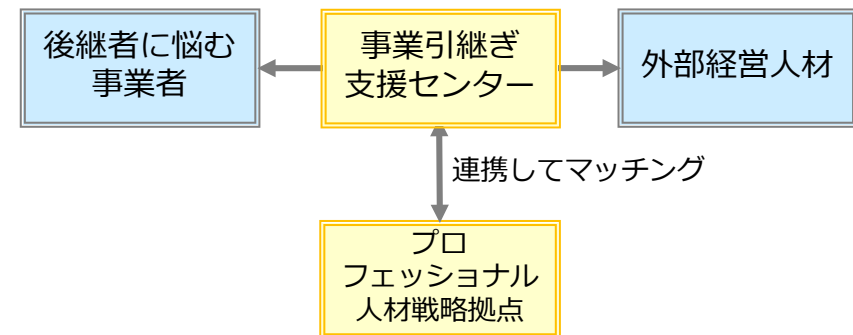 後継者に悩む
事業者
事業引継ぎ
支援センター
外部経営人材
連携してマッチング
プロ
フェッショナル
人材戦略拠点